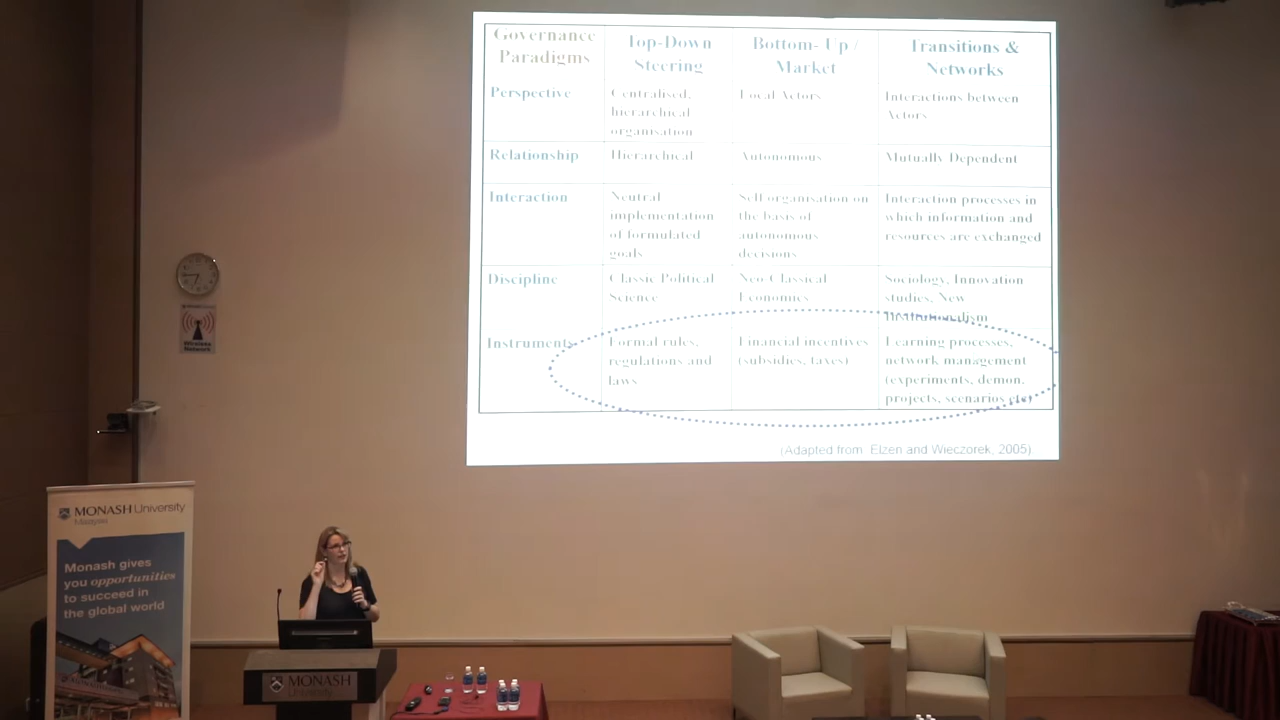 Governance Paradigms
Top-Down Steering
Bottom- Up / Market
Transitions & Networks
Perspective
Centralised, hierarchical organisation
Local Actors
Interactions between Actors
Relationship
Hierarchical
Autonomous
Mutually Dependent
Interaction
Neutral implementation of formulated goals
Self organisation on the basis of autonomous decisions
Interaction processes in which information and resources are exchanged
Discipline
Classic Political Science
Neo-Classical Economics
Sociology, Innovation studies, New Institutionalism
Instruments
Formal rules, regulations and laws
Financial incentives (subsidies, taxes)
Learning processes, network management (experiments, demon. projects, scenarios etc)
(Adapted from Elzen and Wieczorek, 2005)
Wireless
Network
MONASH University
Malaysia
Monash gives
you opportunities
to succeed in
the global world
MONASH
University